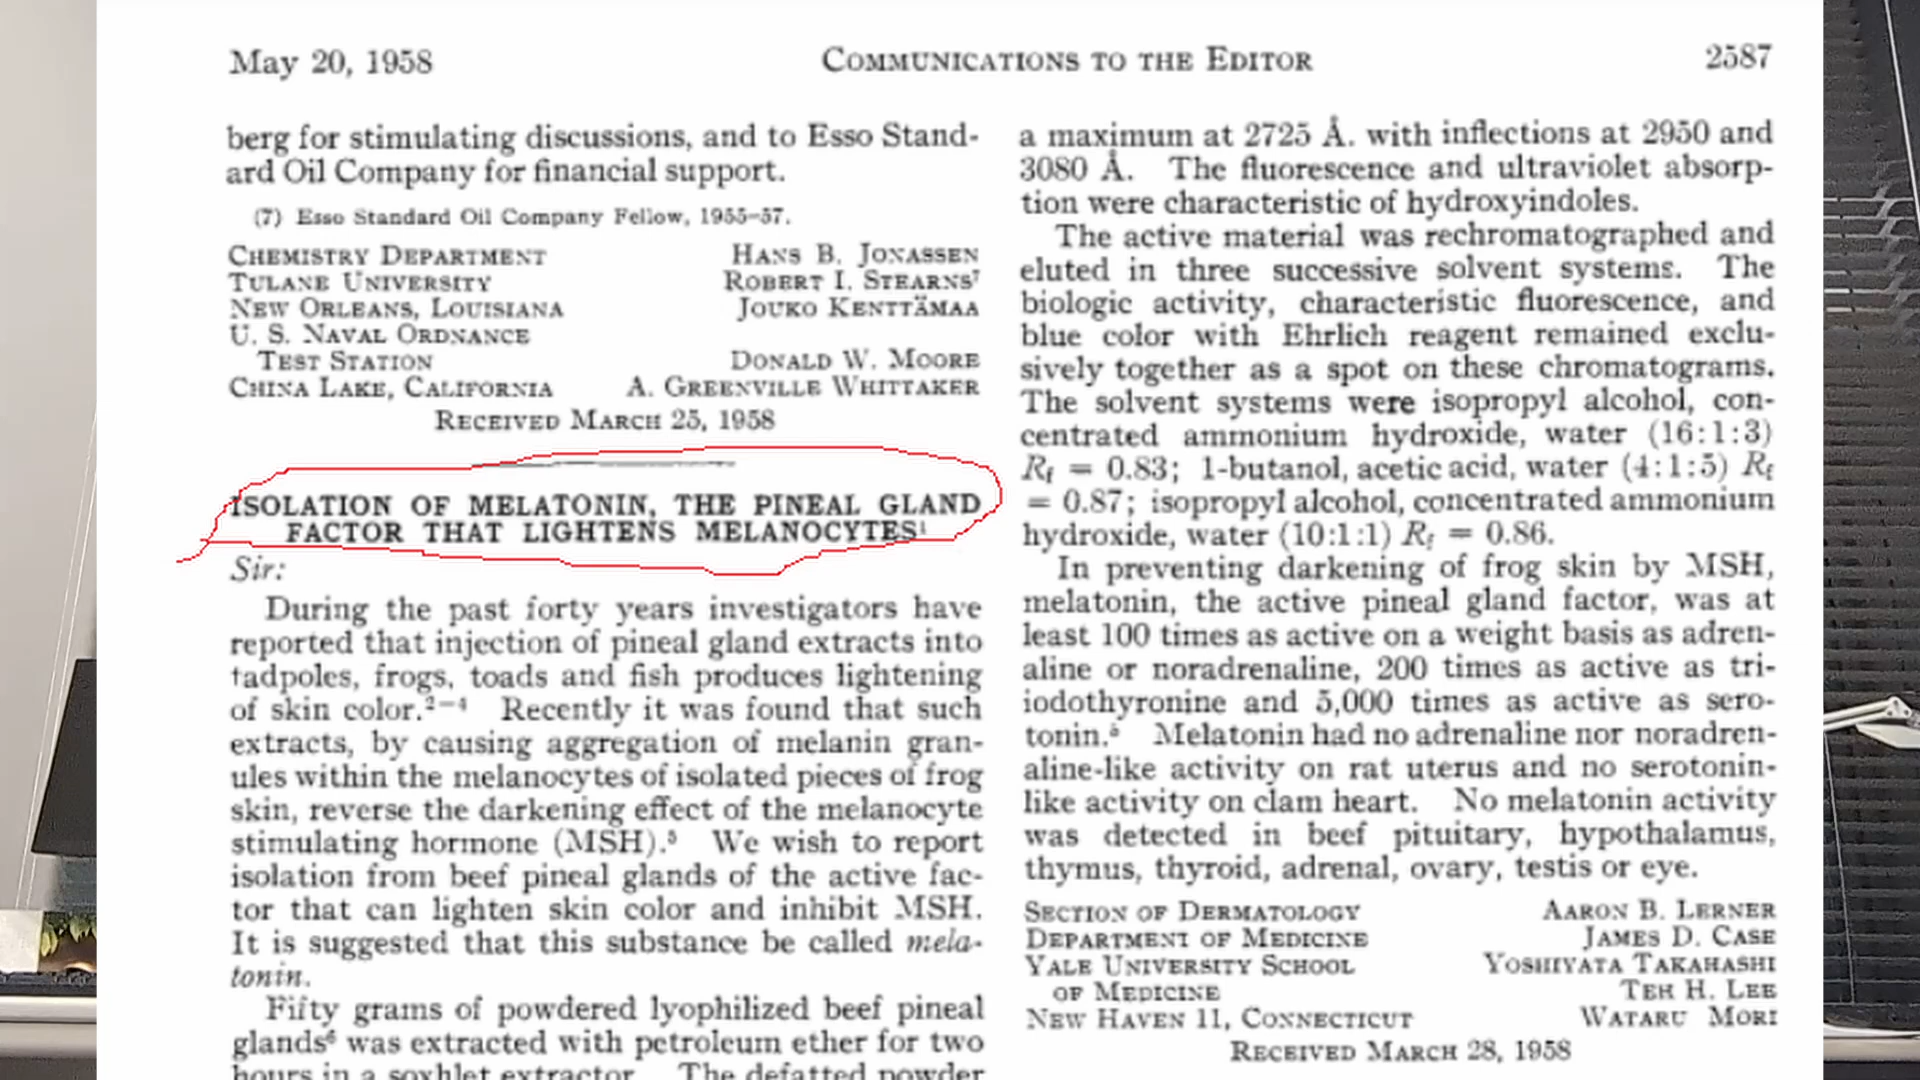 May 20, 1958
COMMUNICATIONS TO THE EDITOR
2587
berg for stimulating discussions, and to Esso Stand-
ard Oil Company for financial support.
(7) Esso Standard Oil Company Fellow, 1955–57.
CHEMISTRY DEPARTMENT HANS B. JONASSEN
TULANE UNIVERSITY ROBERT I. STEARNS⁷
NEW ORLEANS, LOUISIANA JOUKO KENTTÄMAA
U. S. NAVAL ORDNANCE
TEST STATION DONALD W. MOORE
CHINA LAKE, CALIFORNIA A. GREENVILLE WHITTAKER
RECEIVED MARCH 25, 1958
ISOLATION OF MELATONIN, THE PINEAL GLAND
FACTOR THAT LIGHTENS MELANOCYTES¹
Sir:
During the past forty years investigators have
reported that injection of pineal gland extracts into
tadpoles, frogs, toads and fish produces lightening
of skin color.²⁻⁴ Recently it was found that such
extracts, by causing aggregation of melanin gran-
ules within the melanocytes of isolated pieces of frog
skin, reverse the darkening effect of the melanocyte
stimulating hormone (MSH).⁵ We wish to report
isolation from beef pineal glands of the active fac-
tor that can lighten skin color and inhibit MSH.
It is suggested that this substance be called mela-
tonin.
Fifty grams of powdered lyophilized beef pineal
glands⁶ was extracted with petroleum ether for two
hours in a soxhlet extractor. The defatted powder
a maximum at 2725 Å. with inflections at 2950 and
3080 Å. The fluorescence and ultraviolet absorp-
tion were characteristic of hydroxyindoles.
The active material was rechromatographed and
eluted in three successive solvent systems. The
biologic activity, characteristic fluorescence, and
blue color with Ehrlich reagent remained exclu-
sively together as a spot on these chromatograms.
The solvent systems were isopropyl alcohol, con-
centrated ammonium hydroxide, water (16:1:3)
Rf = 0.83; 1-butanol, acetic acid, water (4:1:5) Rf
= 0.87; isopropyl alcohol, concentrated ammonium
hydroxide, water (10:1:1) Rf = 0.86.
In preventing darkening of frog skin by MSH,
melatonin, the active pineal gland factor, was at
least 100 times as active on a weight basis as adren-
aline or noradrenaline, 200 times as active as tri-
iodothyronine and 5,000 times as active as sero-
tonin.⁵ Melatonin had no adrenaline nor noradren-
aline-like activity on rat uterus and no serotonin-
like activity on clam heart. No melatonin activity
was detected in beef pituitary, hypothalamus,
thymus, thyroid, adrenal, ovary, testis or eye.
SECTION OF DERMATOLOGY AARON B. LERNER
DEPARTMENT OF MEDICINE JAMES D. CASE
YALE UNIVERSITY SCHOOL YOSHIYATA TAKAHASHI
OF MEDICINE TEH H. LEE
NEW HAVEN 11, CONNECTICUT WATARU MORI
RECEIVED MARCH 28, 1958